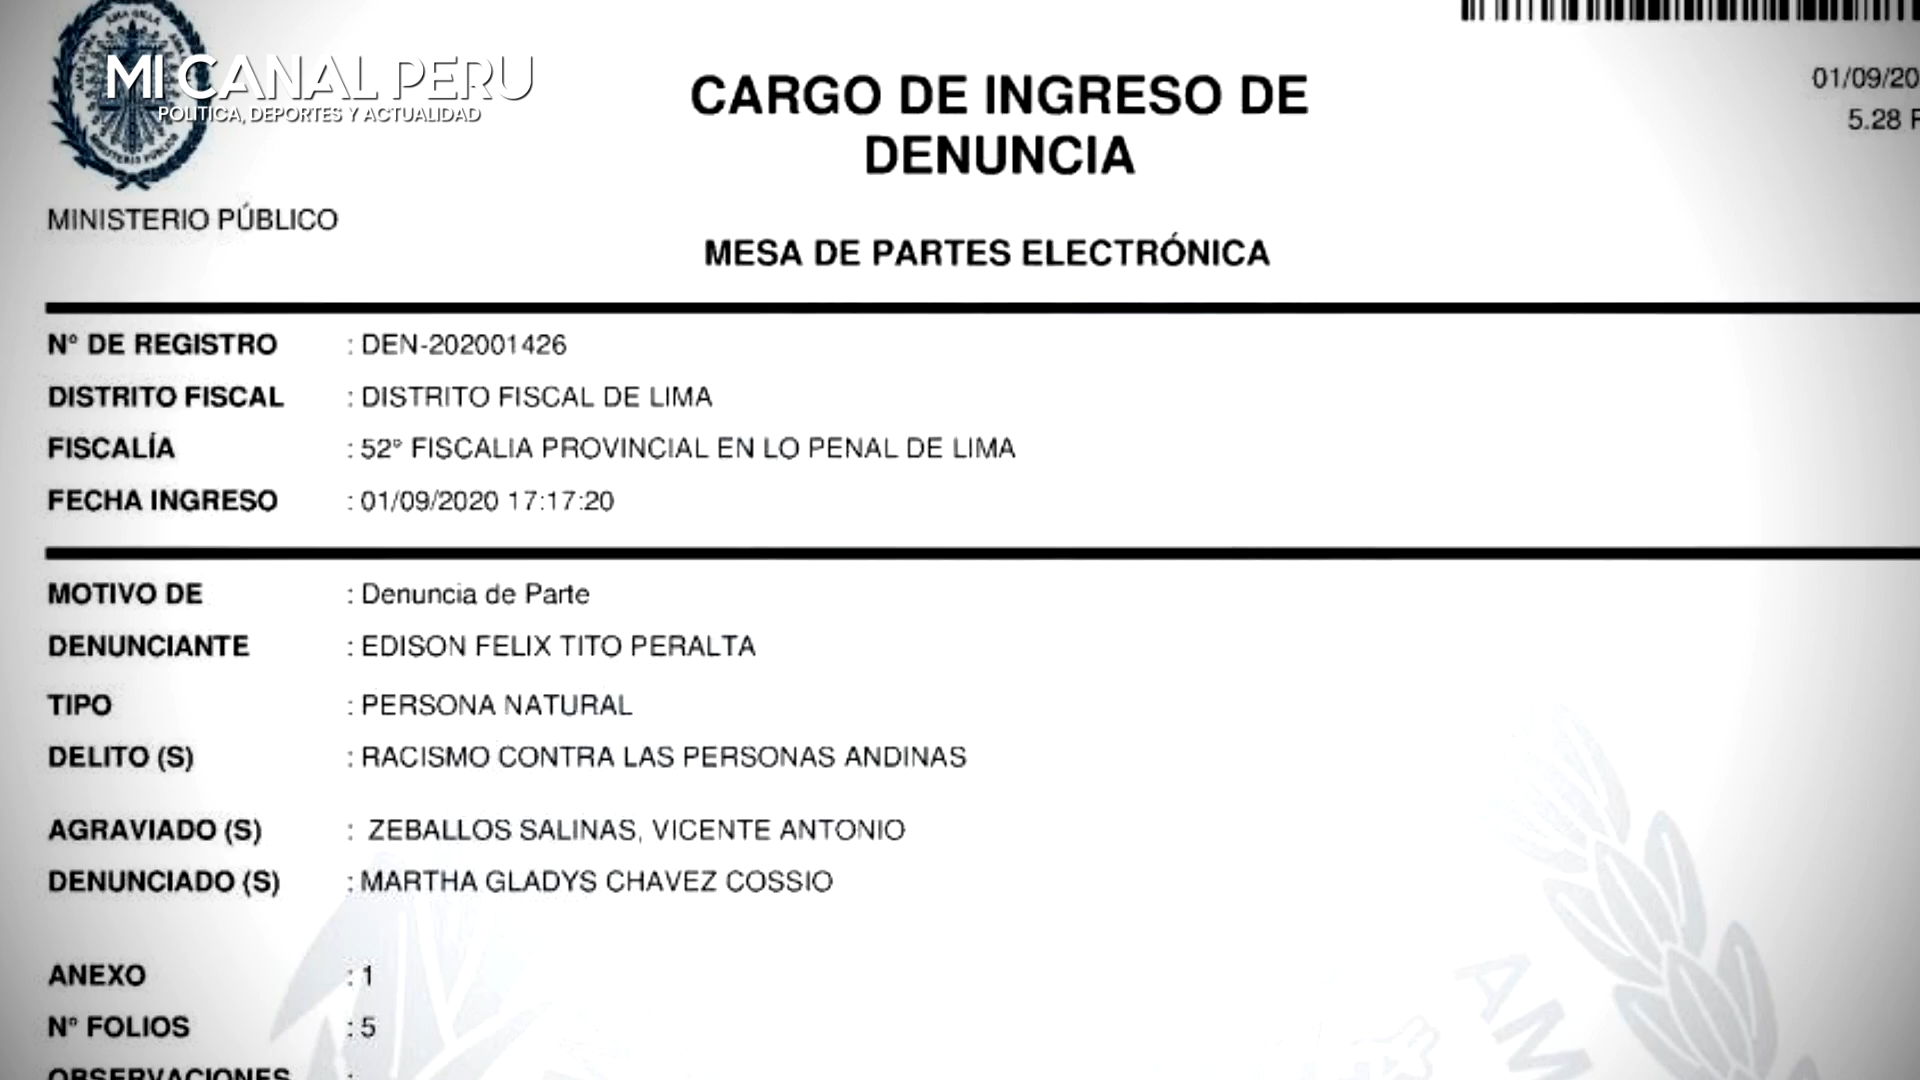 MI CANAL PERU
POLÍTICA, DEPORTES Y ACTUALIDAD
MINISTERIO PÚBLICO
CARGO DE INGRESO DE
DENUNCIA
MESA DE PARTES ELECTRÓNICA
01/09/20
5.28
N° DE REGISTRO : DEN-202001426
DISTRITO FISCAL : DISTRITO FISCAL DE LIMA
FISCALÍA : 52° FISCALIA PROVINCIAL EN LO PENAL DE LIMA
FECHA INGRESO : 01/09/2020 17:17:20
MOTIVO DE : Denuncia de Parte
DENUNCIANTE : EDISON FELIX TITO PERALTA
TIPO : PERSONA NATURAL
DELITO (S) : RACISMO CONTRA LAS PERSONAS ANDINAS
AGRAVIADO (S) : ZEBALLOS SALINAS, VICENTE ANTONIO
DENUNCIADO (S) : MARTHA GLADYS CHAVEZ COSSIO
ANEXO : 1
N° FOLIOS : 5
OBSERVACIONES :